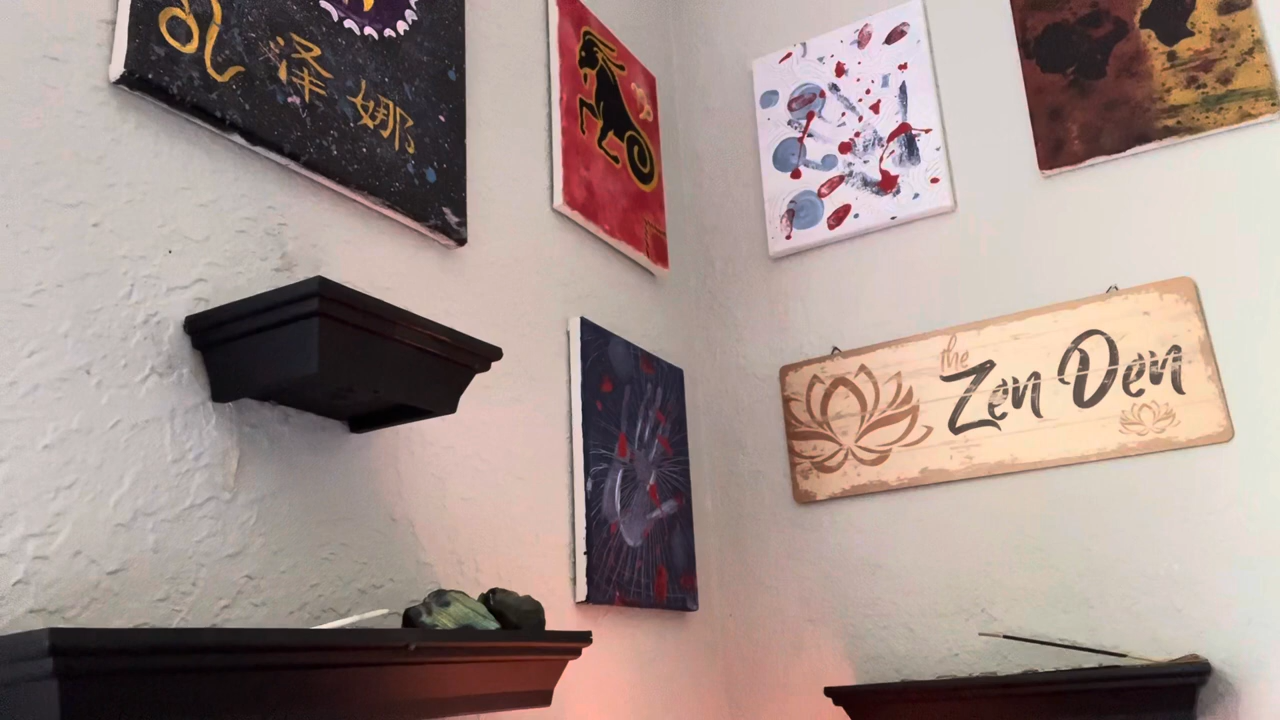 泽
娜
the
Zen Den